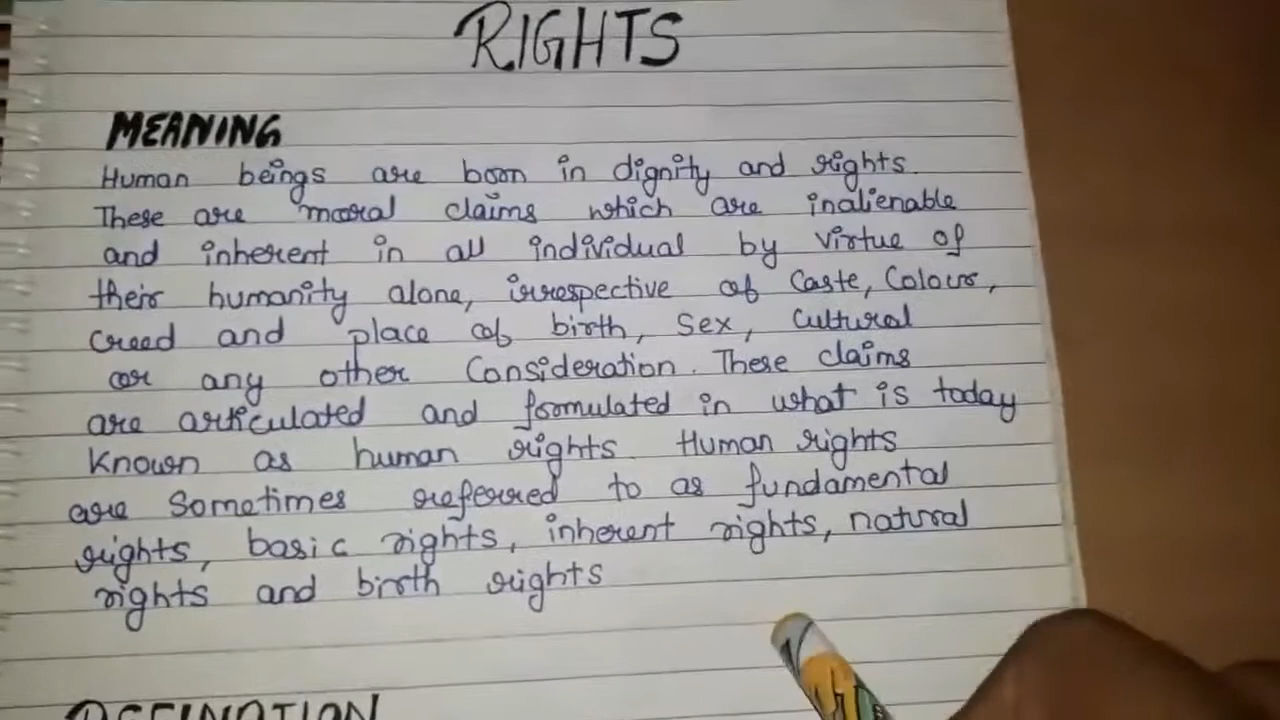 RIGHTS
MEANING
Human beings are born in dignity and rights.
These are moral claims which are inalienable
and inherent in all individual by virtue of
their humanity alone, irrespective of Caste, Colour,
creed and place of birth, Sex, Cultural
or any other Consideration. These claims
are articulated and formulated in what is today
Known as human rights. Human rights
are Sometimes referred to as fundamental
rights, basic rights, inherent rights, natural
rights and birth rights
DEFINATION